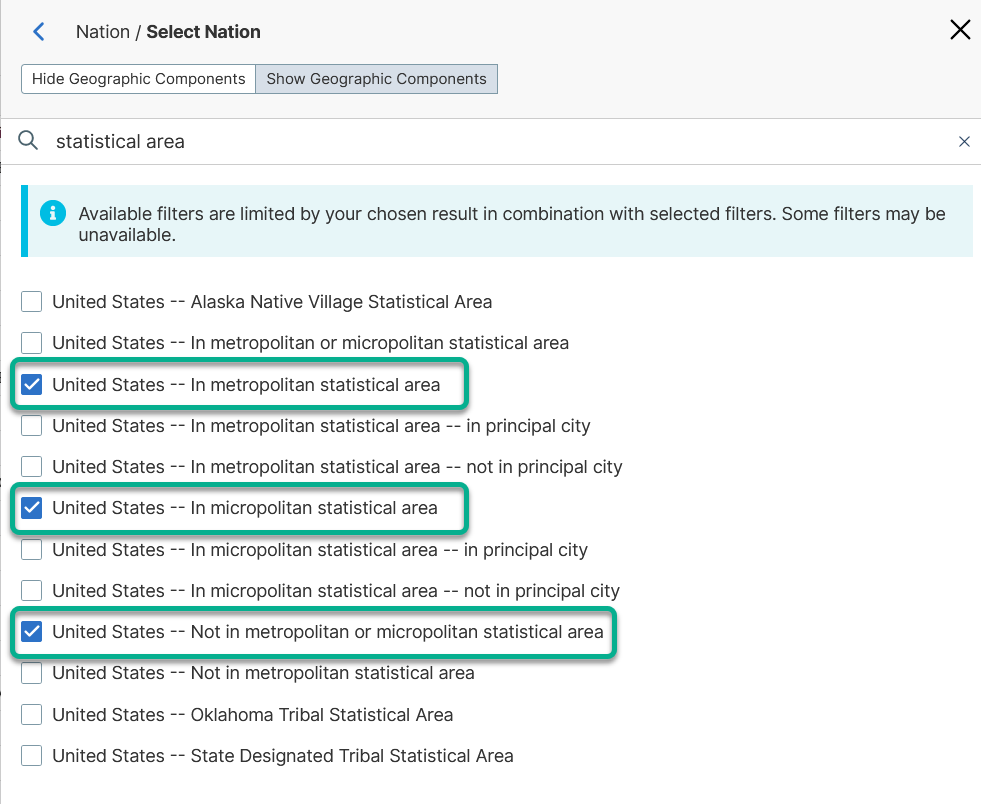 Nation / Select Nation
Hide Geographic Components Show Geographic Components
statistical area
Available filters are limited by your chosen result in combination with selected filters. Some filters may be
unavailable.
United States -- Alaska Native Village Statistical Area
United States -- In metropolitan or micropolitan statistical area
United States -- In metropolitan statistical area
United States -- In metropolitan statistical area -- in principal city
United States -- In metropolitan statistical area -- not in principal city
United States -- In micropolitan statistical area
United States -- In micropolitan statistical area -- in principal city
United States -- In micropolitan statistical area -- not in principal city
United States -- Not in metropolitan or micropolitan statistical area
United States -- Not in metropolitan statistical area
United States -- Oklahoma Tribal Statistical Area
United States -- State Designated Tribal Statistical Area